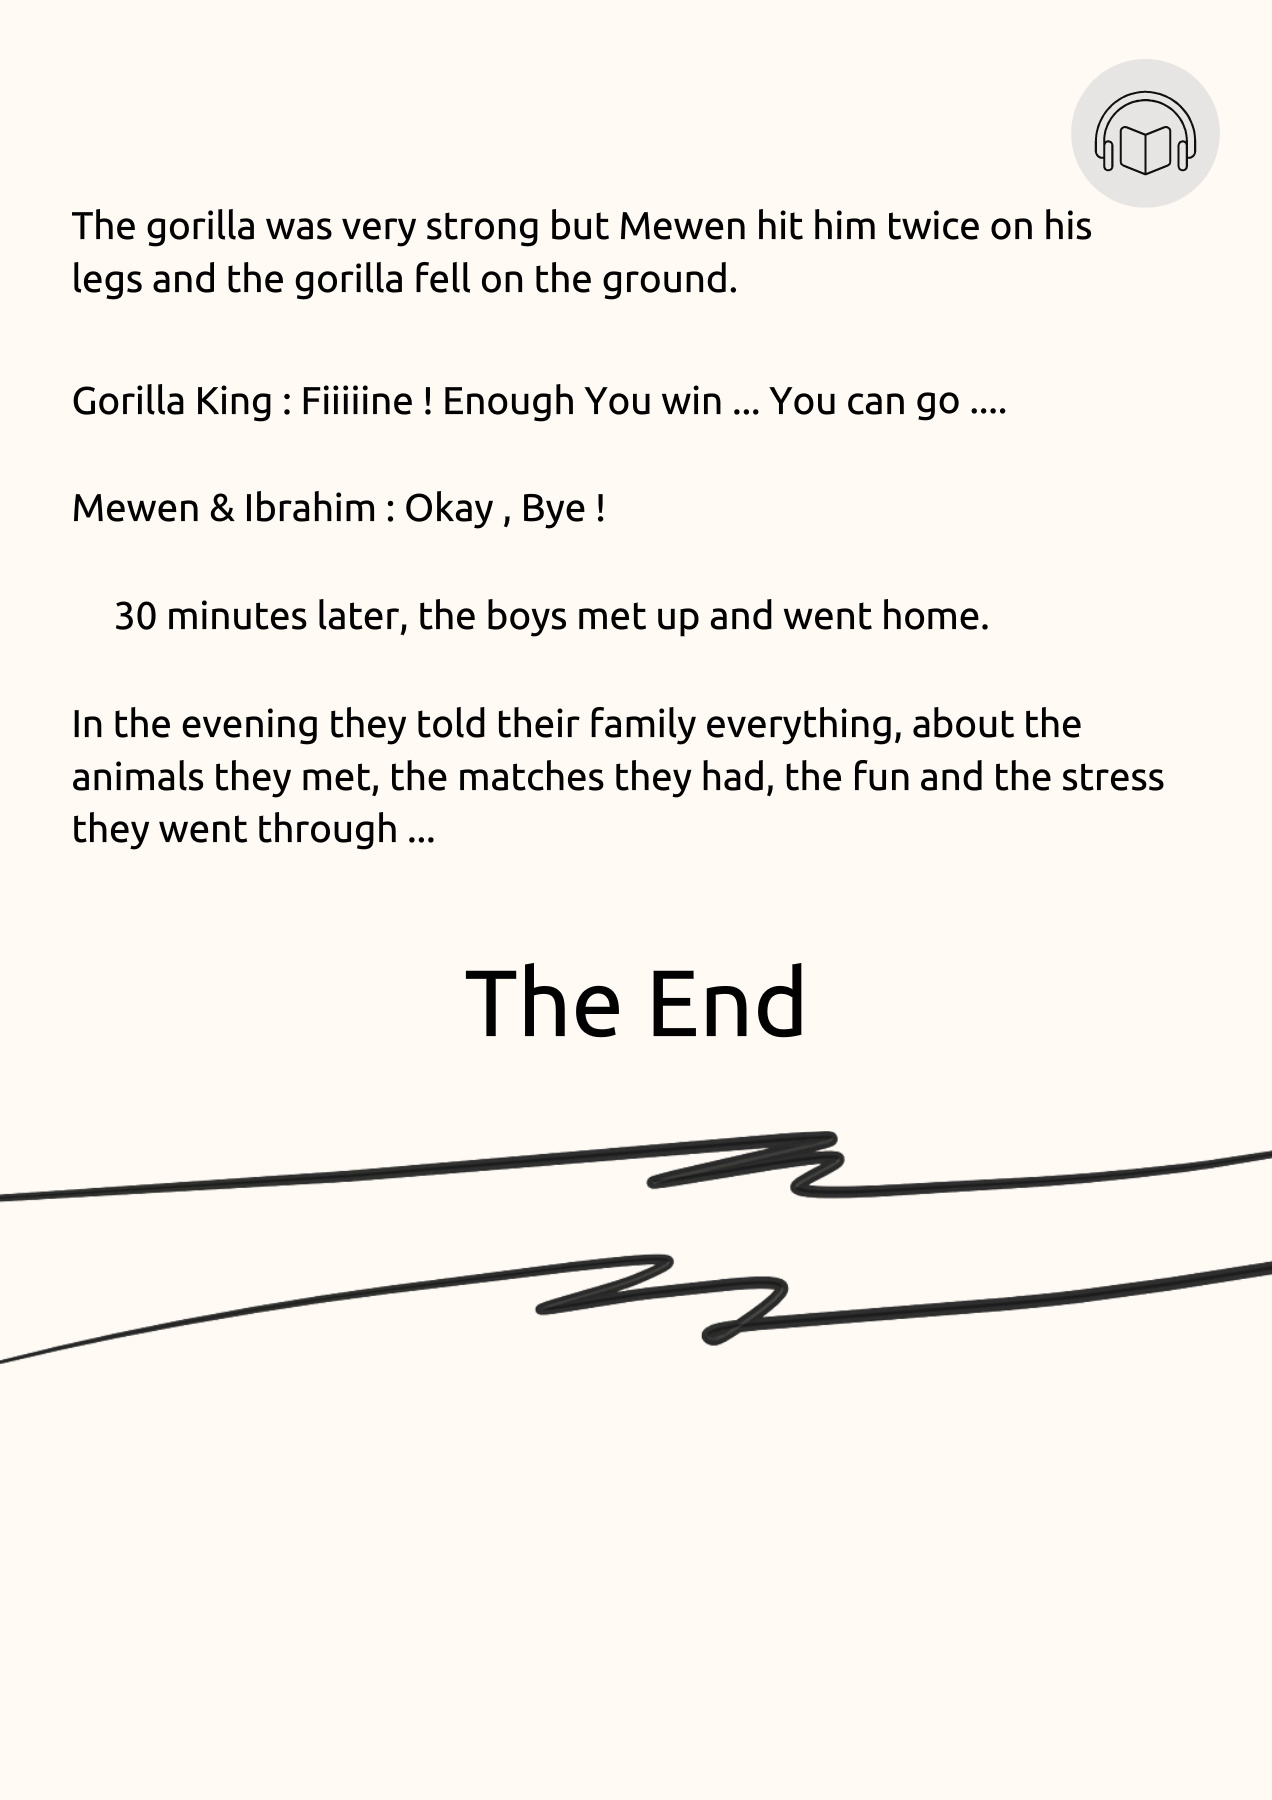 The gorilla was very strong but Mewen hit him twice on his
legs and the gorilla fell on the ground.
Gorilla King : Fiiiiine ! Enough You win ... You can go ....
Mewen & Ibrahim : Okay , Bye !
30 minutes later, the boys met up and went home.
In the evening they told their family everything, about the
animals they met, the matches they had, the fun and the stress
they went through ...
The End